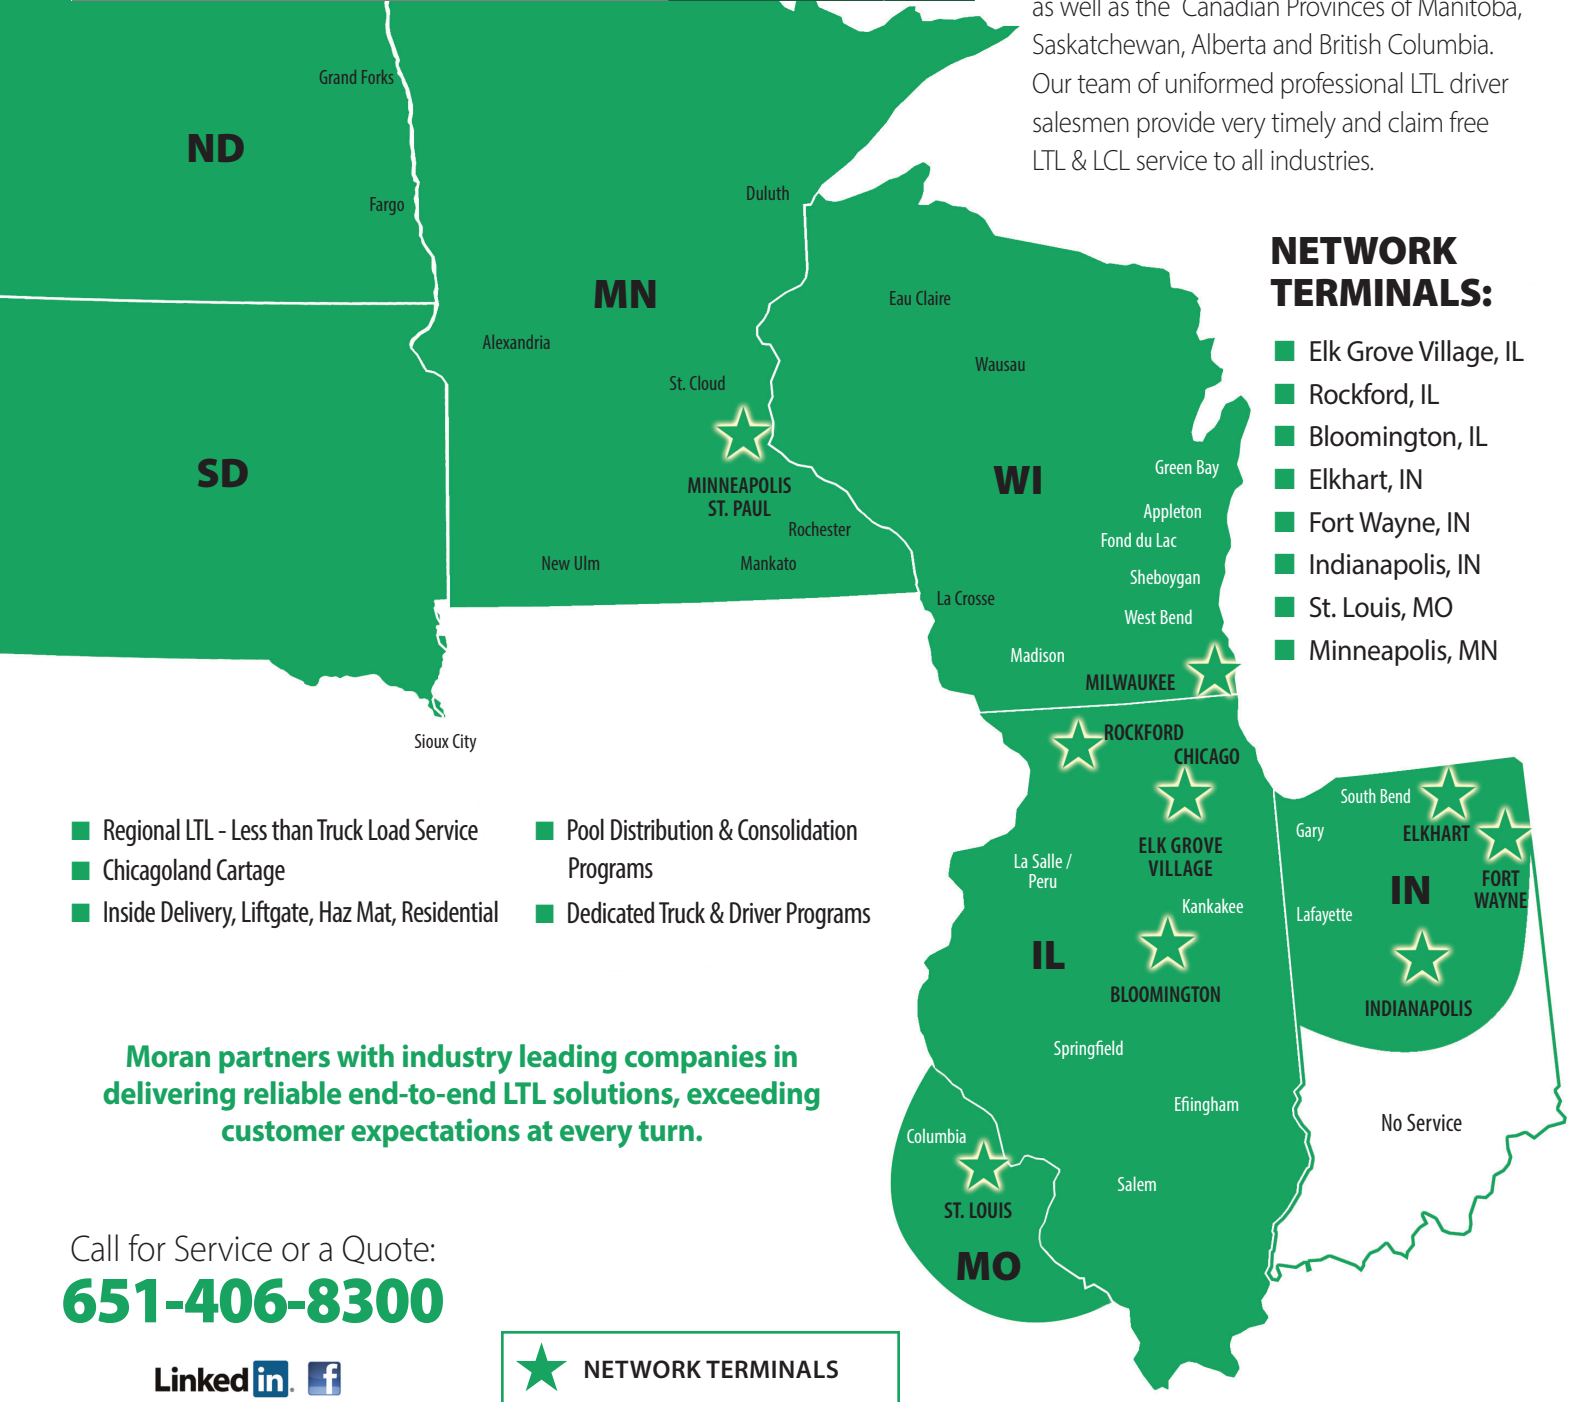 as well as the Canadian Provinces of Manitoba,
Saskatchewan, Alberta and British Columbia.
Our team of uniformed professional LTL driver
salesmen provide very timely and claim free
LTL & LCL service to all industries.
Grand Forks
ND
Fargo
Duluth
MN
Alexandria
St. Cloud
SD
MINNEAPOLIS
ST. PAUL
Rochester
New Ulm
Mankato
Eau Claire
Wausau
WI
Green Bay
Appleton
Fond du Lac
Sheboygan
La Crosse
West Bend
Madison
MILWAUKEE
Sioux City
NETWORK
TERMINALS:
Elk Grove Village, IL
Rockford, IL
Bloomington, IL
Elkhart, IN
Fort Wayne, IN
Indianapolis, IN
St. Louis, MO
Minneapolis, MN
ROCKFORD
CHICAGO
ELK GROVE
VILLAGE
La Salle /
Peru
Kankakee
IL
BLOOMINGTON
Springfield
Efiingham
Salem
Columbia
ST. LOUIS
MO
South Bend
Gary
ELKHART
FORT
WAYNE
IN
Lafayette
INDIANAPOLIS
No Service
Regional LTL - Less than Truck Load Service
Chicagoland Cartage
Inside Delivery, Liftgate, Haz Mat, Residential
Pool Distribution & Consolidation
Programs
Dedicated Truck & Driver Programs
Moran partners with industry leading companies in
delivering reliable end-to-end LTL solutions, exceeding
customer expectations at every turn.
Call for Service or a Quote:
651-406-8300
Linked in
f
NETWORK TERMINALS